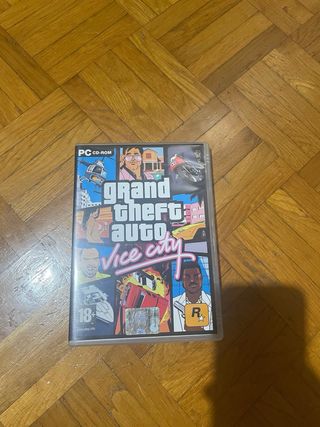 PC CD-ROM
grand
theft
auto
Vice City
18+
R